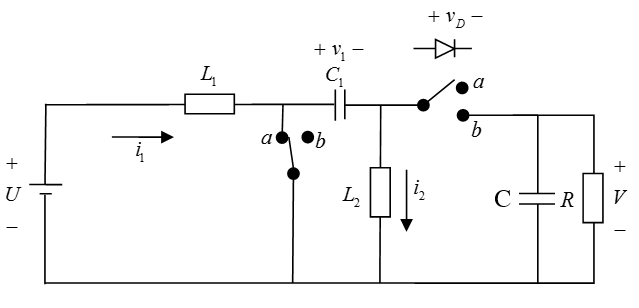 + v_D −
+ v_1 −
C_1
L_1
a
a
b
b
i_1
+
U
−
L_2
i_2
C
R
+
V
−